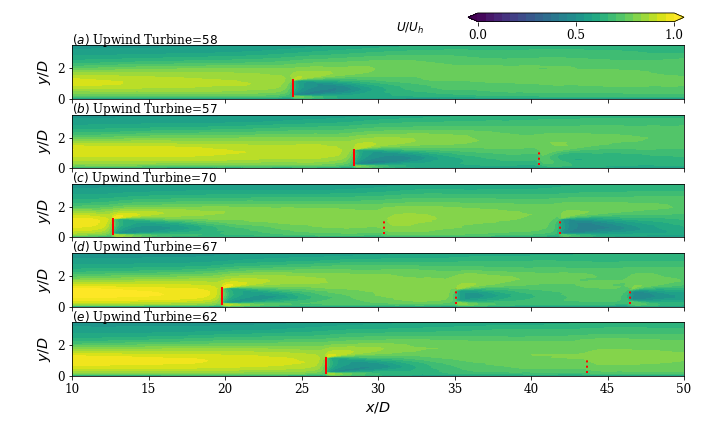 U/U_h
0.0 0.5 1.0
(a) Upwind Turbine=58
y/D
2
0
(b) Upwind Turbine=57
y/D
2
0
(c) Upwind Turbine=70
y/D
2
0
(d) Upwind Turbine=67
y/D
2
0
(e) Upwind Turbine=62
y/D
2
0
10 15 20 25 30 35 40 45 50
x/D